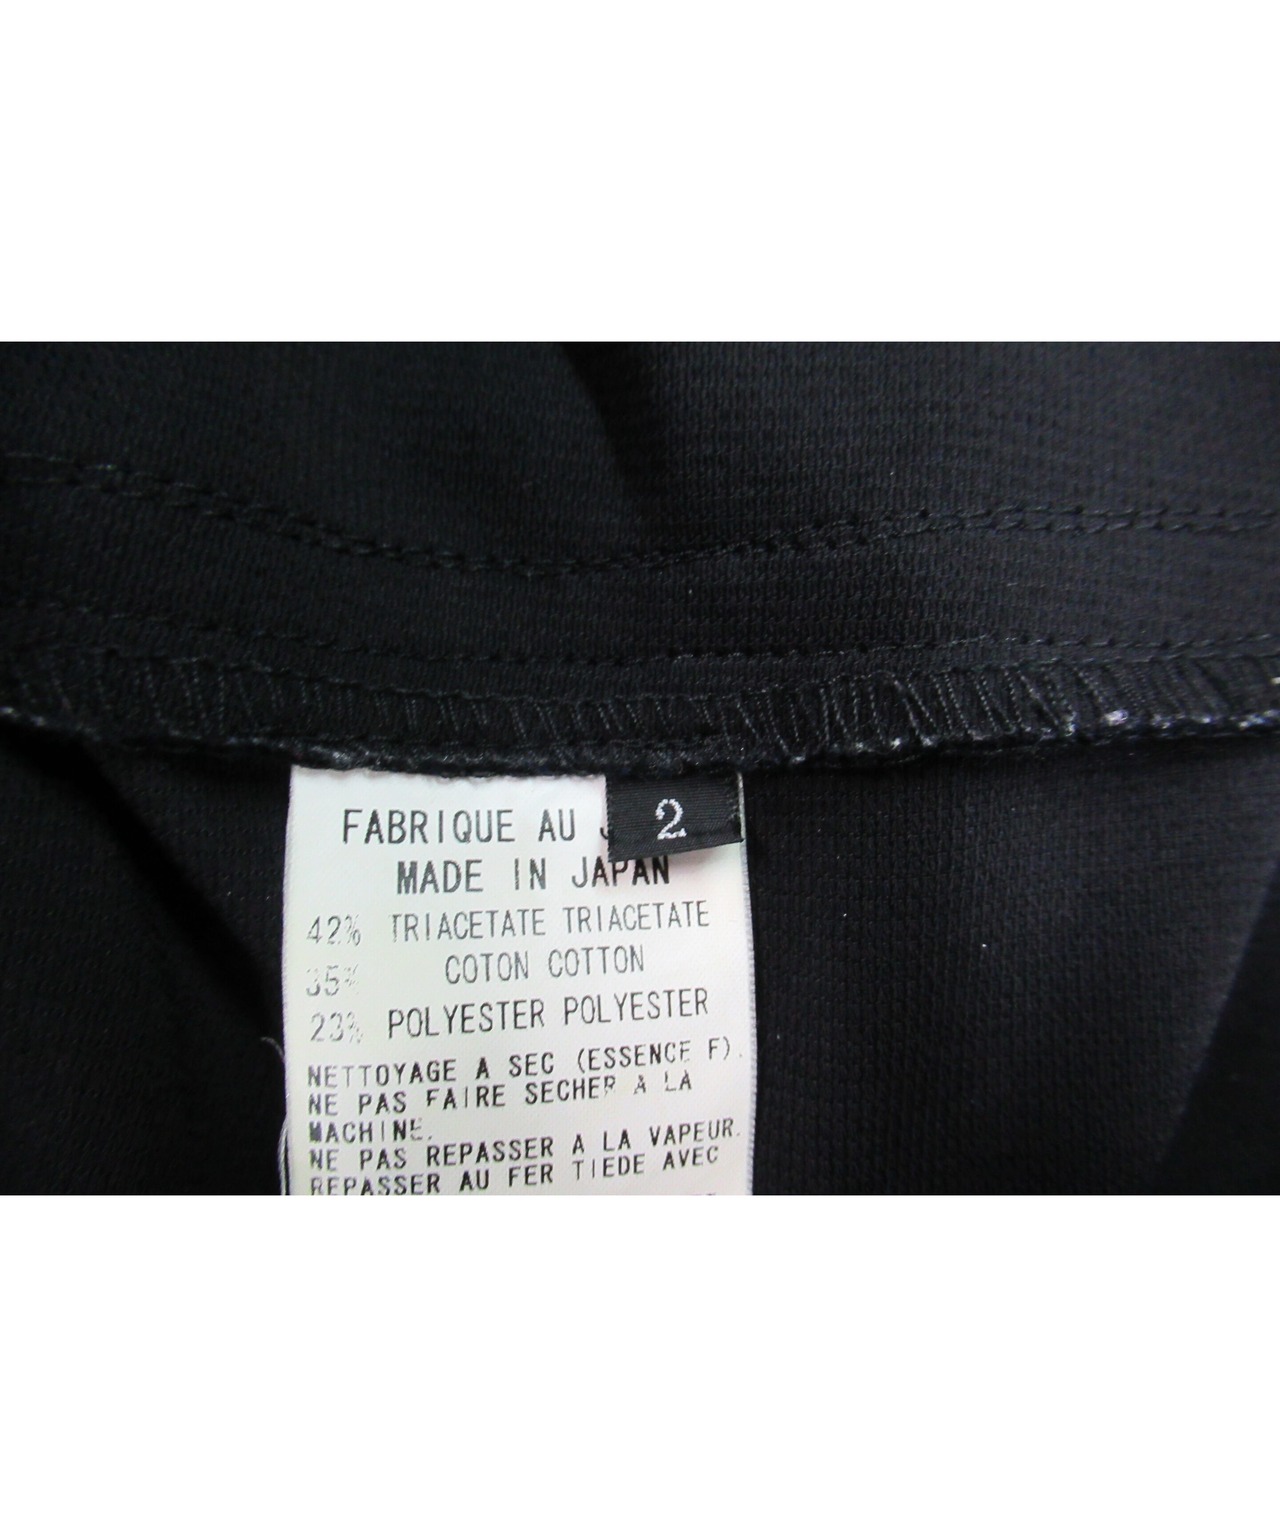 FABRIQUE AU
2
MADE IN JAPAN
42% TRIACETATE TRIACETATE
35% COTON COTTON
23% POLYESTER POLYESTER
NETTOYAGE A SEC (ESSENCE F).
NE PAS FAIRE SECHER A LA
MACHINE.
NE PAS REPASSER A LA VAPEUR.
REPASSER AU FER TIEDE AVEC